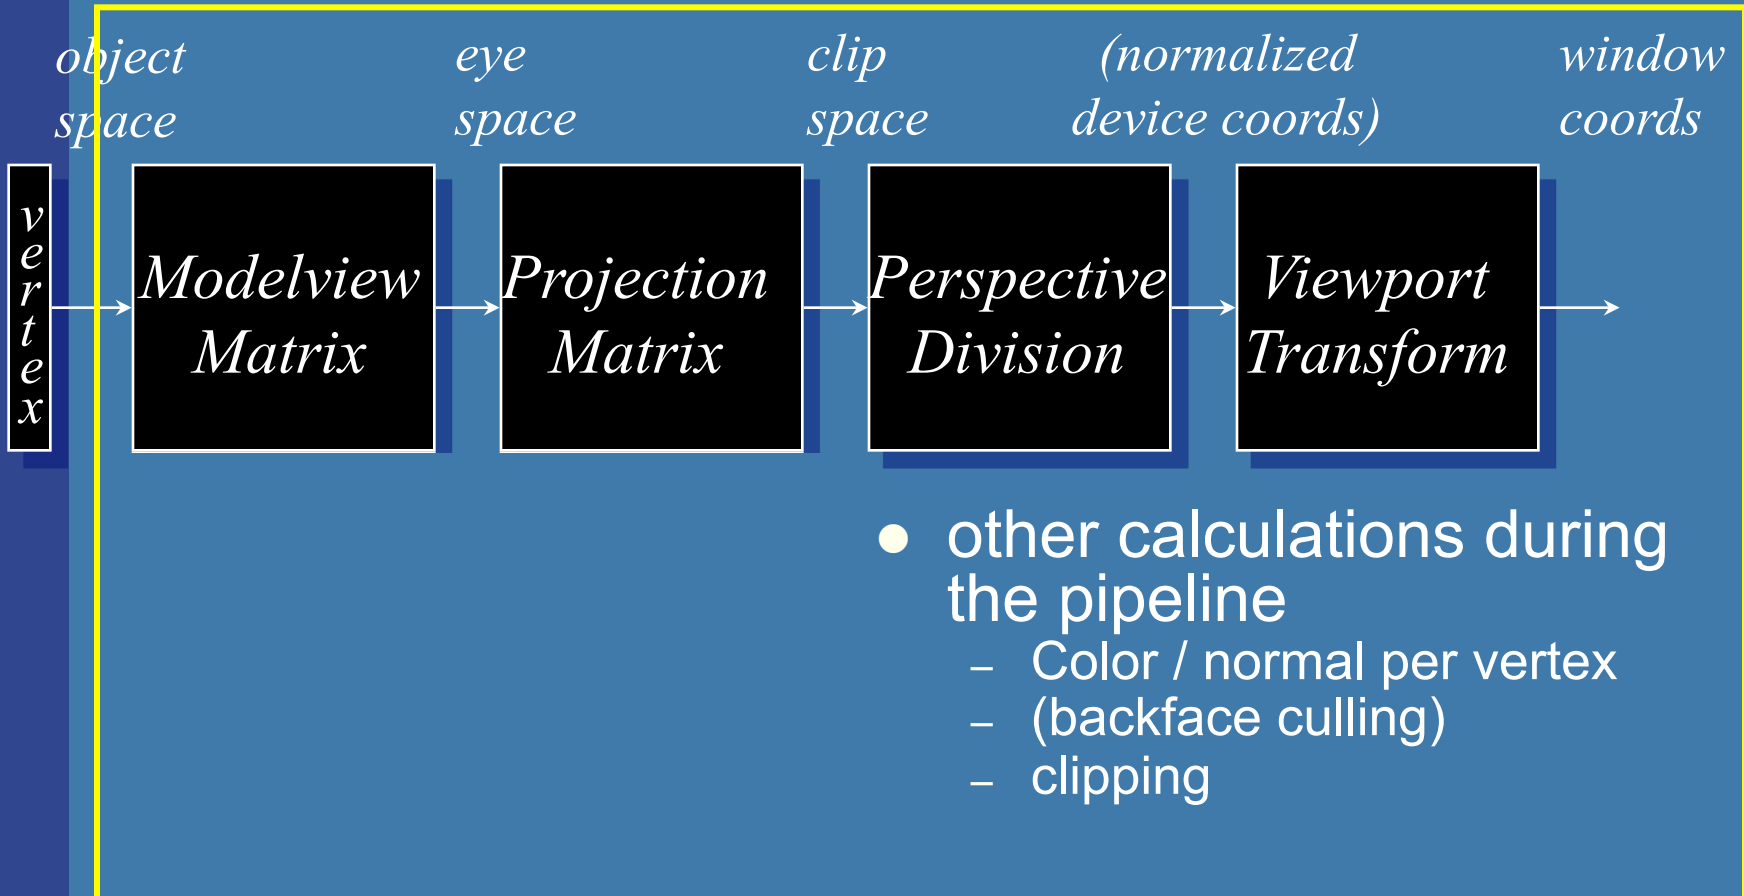 object
space
eye
space
clip
space
(normalized
device coords)
window
coords
vertex
Modelview
Matrix
Projection
Matrix
Perspective
Division
Viewport
Transform
other calculations during
the pipeline
– Color / normal per vertex
– (backface culling)
– clipping